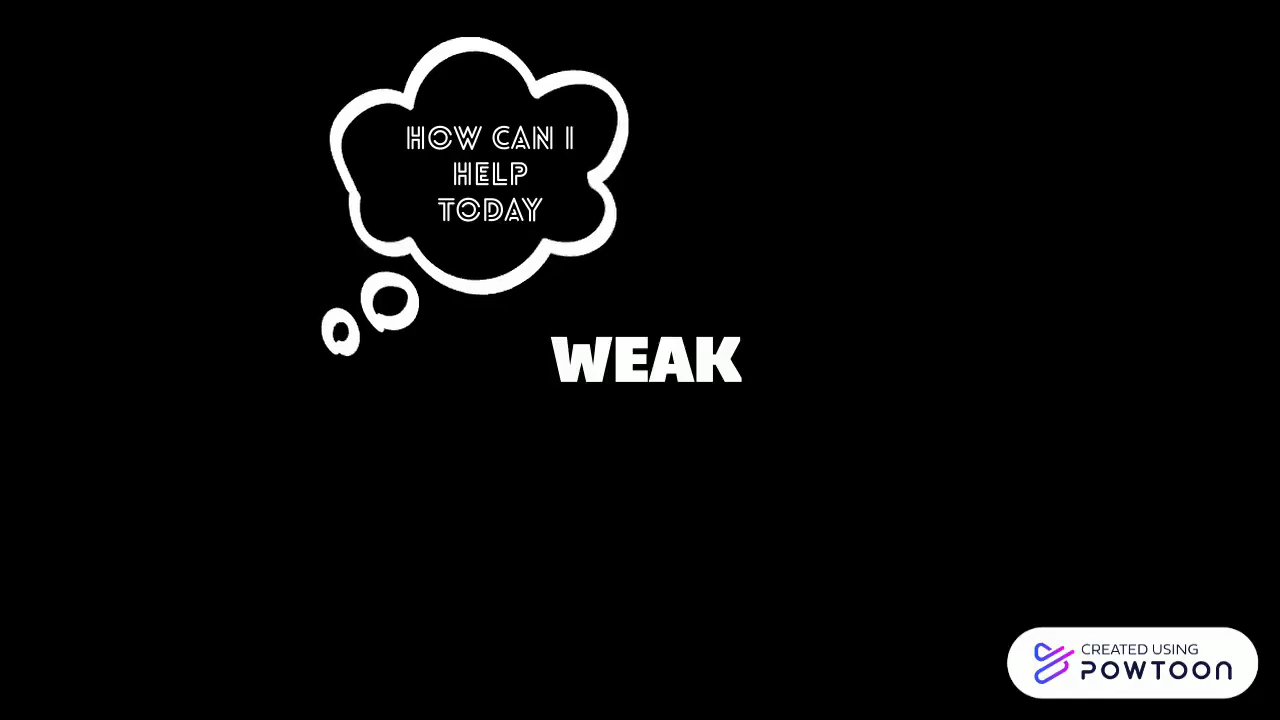 HOW CAN I
HELP
TODAY
WEAK
CREATED USING
POWTOON